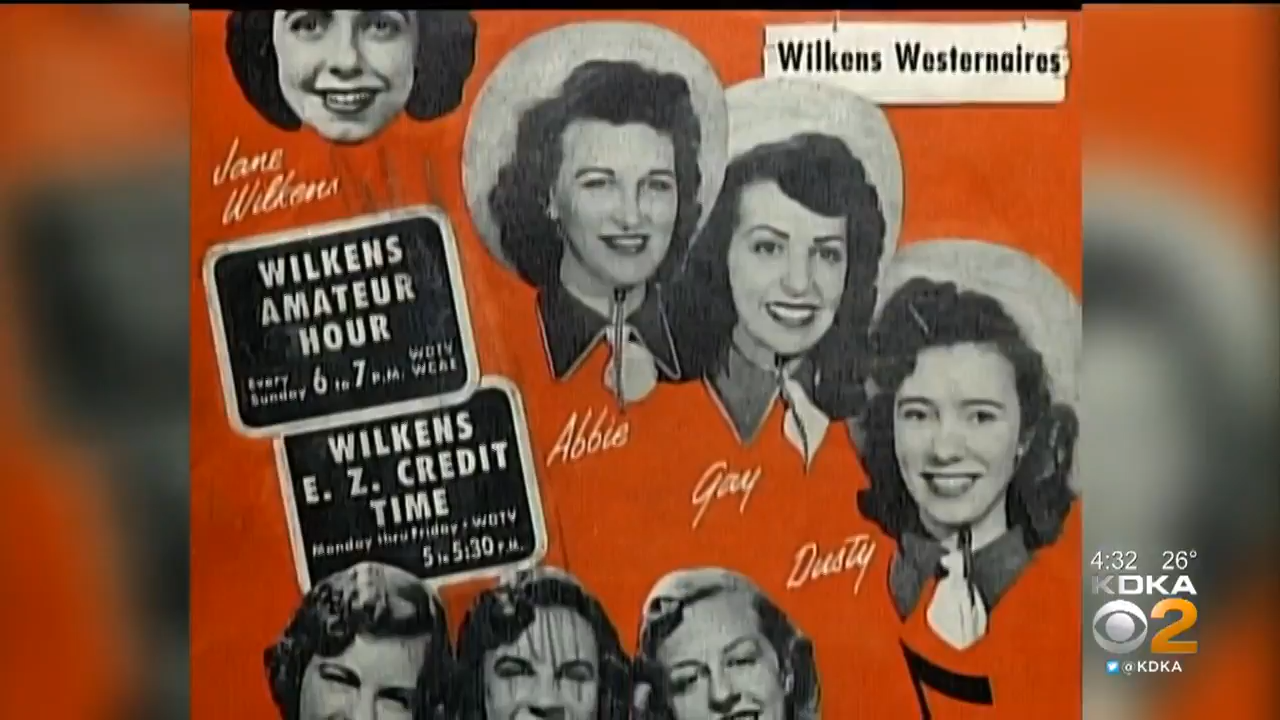 Wilkens Westernaires
Jane
Wilkens
WILKENS
AMATEUR
HOUR
Every
Sunday 6 to 7 P.M. WDTV
WCAE
WILKENS
E. Z. CREDIT
TIME
Monday thru Friday • WDTV
5 to 5:30 P.M.
Abbie
Gay
Dusty
4:32 26°
KDKA
2
@KDKA